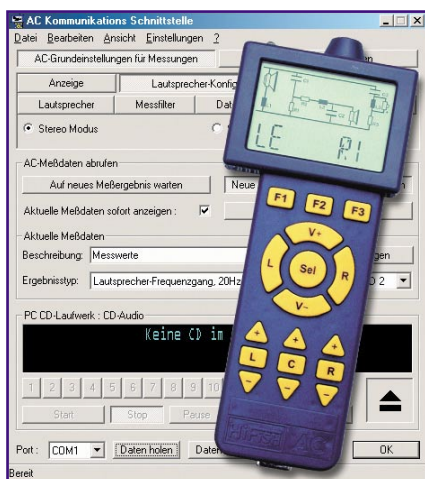 AC Kommunikations Schnittstelle
Datei Bearbeiten Ansicht Einstellungen ?
AC-Grundeinstellungen für Messungen
Anzeige
Lautsprecher
Messfilter
Stereo Modus
AC-Meßdaten abrufen
Auf neues Meßergebnis warten
Neue
Aktuelle Meßdaten sofort anzeigen :
Aktuelle Meßdaten
Beschreibung: Messwerte
Ergebnistyp: Lautsprecher-Frequenzgang, 20Hz
PC CD-Laufwerk : CD-Audio
Keine CD im
1 2 3 4 5 6 7 8 9 10
Start Stop Pause
Port : COM1 Daten holen OK
Bereit
LE RI
F1 F2 F3
V+
L Sel R
V-
+ + +
L C R
- - -